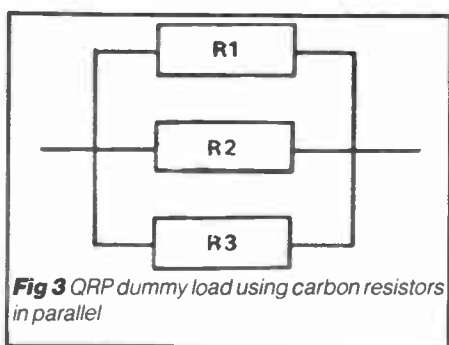 R1
R2
R3
Fig 3 QRP dummy load using carbon resistors
in parallel